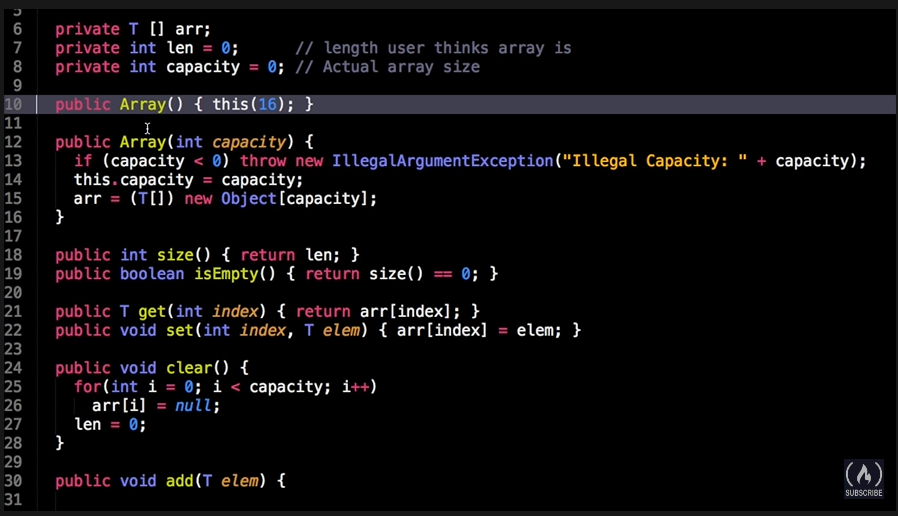 5
6 private T [] arr;
7 private int len = 0; // length user thinks array is
8 private int capacity = 0; // Actual array size
9
10 public Array() { this(16); }
11
12 public Array(int capacity) {
13 if (capacity < 0) throw new IllegalArgumentException("Illegal Capacity: " + capacity);
14 this.capacity = capacity;
15 arr = (T[]) new Object[capacity];
16 }
17
18 public int size() { return len; }
19 public boolean isEmpty() { return size() == 0; }
20
21 public T get(int index) { return arr[index]; }
22 public void set(int index, T elem) { arr[index] = elem; }
23
24 public void clear() {
25 for(int i = 0; i < capacity; i++)
26 arr[i] = null;
27 len = 0;
28 }
29
30 public void add(T elem) {
31
SUBSCRIBE